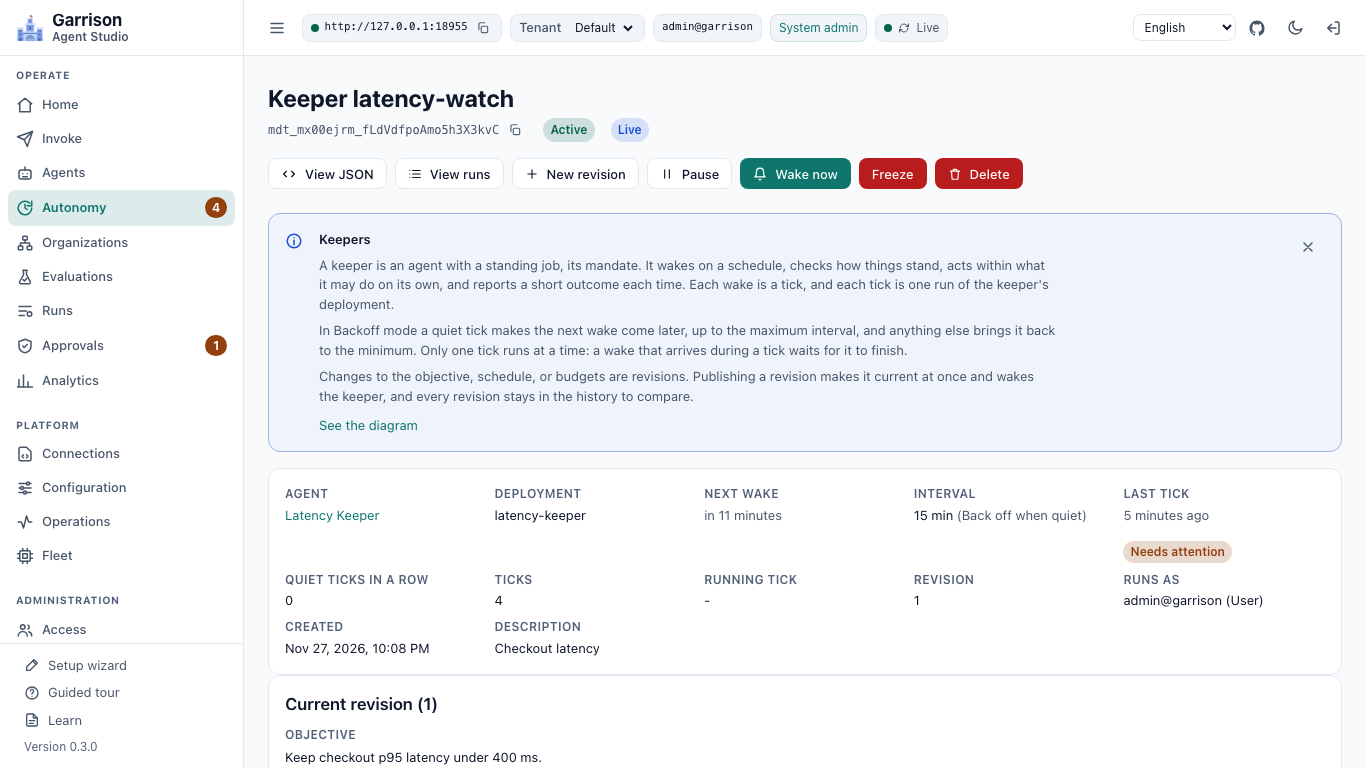 Garrison
Agent Studio
http://127.0.0.1:18955
Tenant Default
admin@garrison
System admin
Live
English
OPERATE
Home
Invoke
Agents
Autonomy 4
Organizations
Evaluations
Runs
Approvals 1
Analytics
PLATFORM
Connections
Configuration
Operations
Fleet
ADMINISTRATION
Access
Setup wizard
Guided tour
Learn
Version 0.3.0
Keeper latency-watch
mdt_mx00ejrm_fLdVdfpoAmo5h3X3kvC Active Live
View JSON View runs New revision Pause Wake now Freeze Delete
Keepers
A keeper is an agent with a standing job, its mandate. It wakes on a schedule, checks how things stand, acts within what
it may do on its own, and reports a short outcome each time. Each wake is a tick, and each tick is one run of the keeper's
deployment.
In Backoff mode a quiet tick makes the next wake come later, up to the maximum interval, and anything else brings it back
to the minimum. Only one tick runs at a time: a wake that arrives during a tick waits for it to finish.
Changes to the objective, schedule, or budgets are revisions. Publishing a revision makes it current at once and wakes
the keeper, and every revision stays in the history to compare.
See the diagram
AGENT DEPLOYMENT NEXT WAKE INTERVAL LAST TICK
Latency Keeper latency-keeper in 11 minutes 15 min (Back off when quiet) 5 minutes ago
Needs attention
QUIET TICKS IN A ROW TICKS RUNNING TICK REVISION RUNS AS
0 4 - 1 admin@garrison (User)
CREATED DESCRIPTION
Nov 27, 2026, 10:08 PM Checkout latency
Current revision (1)
OBJECTIVE
Keep checkout p95 latency under 400 ms.